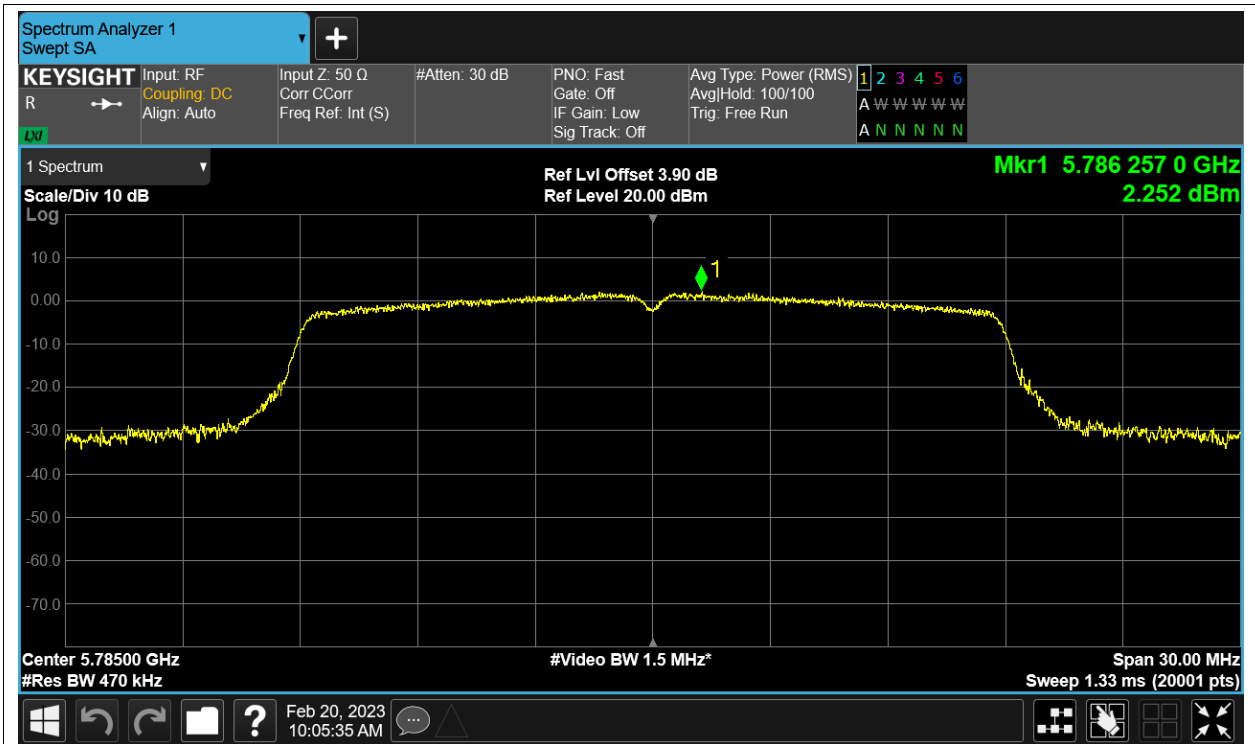 Spectrum Analyzer 1
Swept SA
KEYSIGHT
R
LXI
Input: RF
Coupling: DC
Align: Auto
Input Z: 50 Ω
Corr CCorr
Freq Ref: Int (S)
#Atten: 30 dB
PNO: Fast
Gate: Off
IF Gain: Low
Sig Track: Off
Avg Type: Power (RMS)
Avg|Hold: 100/100
Trig: Free Run
1 2 3 4 5 6
A W W W W W
A N N N N N
1 Spectrum
Scale/Div 10 dB
Log
Ref Lvl Offset 3.90 dB
Ref Level 20.00 dBm
Mkr1 5.786 257 0 GHz
2.252 dBm
1
10.0
0.00
-10.0
-20.0
-30.0
-40.0
-50.0
-60.0
-70.0
Center 5.78500 GHz
#Res BW 470 kHz
#Video BW 1.5 MHz*
Span 30.00 MHz
Sweep 1.33 ms (20001 pts)
?
Feb 20, 2023
10:05:35 AM